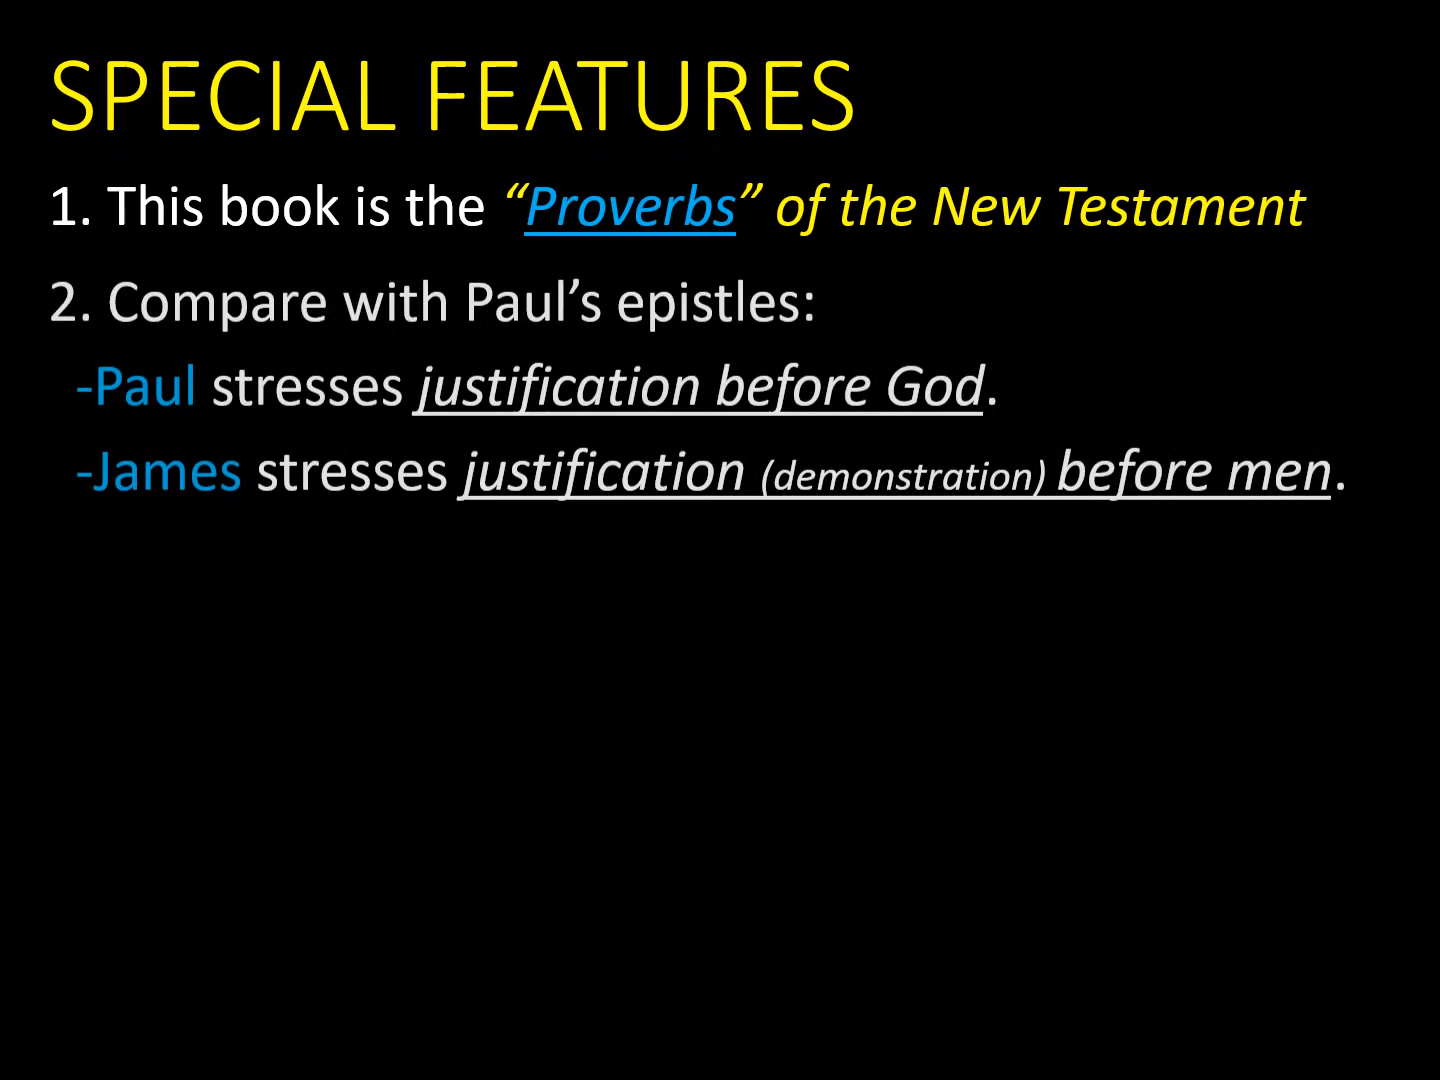 SPECIAL FEATURES
1. This book is the “Proverbs” of the New Testament
2. Compare with Paul’s epistles:
-Paul stresses justification before God.
-James stresses justification (demonstration) before men.